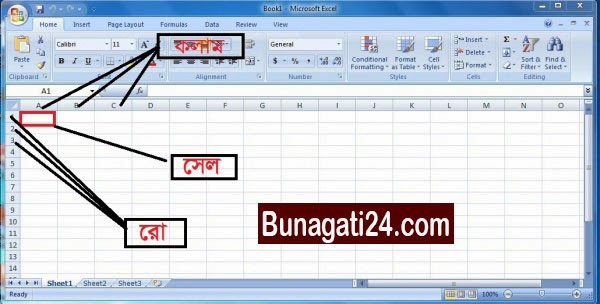 Book1 - Microsoft Excel
Home Insert Page Layout Formulas Data Review View
Paste Calibri 11 কলাম General Conditional Formatting Format as Table Cell Styles Insert Delete Format Sort & Filter Find & Select
Clipboard Font Alignment Number Styles Cells Editing
A1 fx
A B C D E F G H I J K L M N O
1
2
3
4
5
সেল
6
7
8
9
10
রো
Bunagati24.com
11
12
13
14
15
Sheet1 Sheet2 Sheet3
Ready 100%